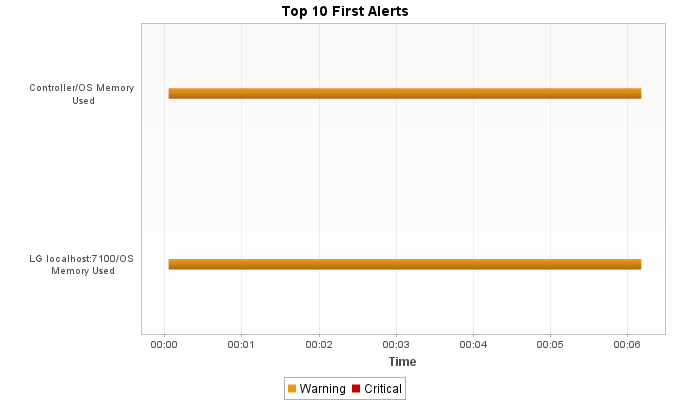 Top 10 First Alerts
Controller/OS Memory
Used
LG localhost:7100/OS
Memory Used
00:00 00:01 00:02 00:03 00:04 00:05 00:06
Time
Warning Critical